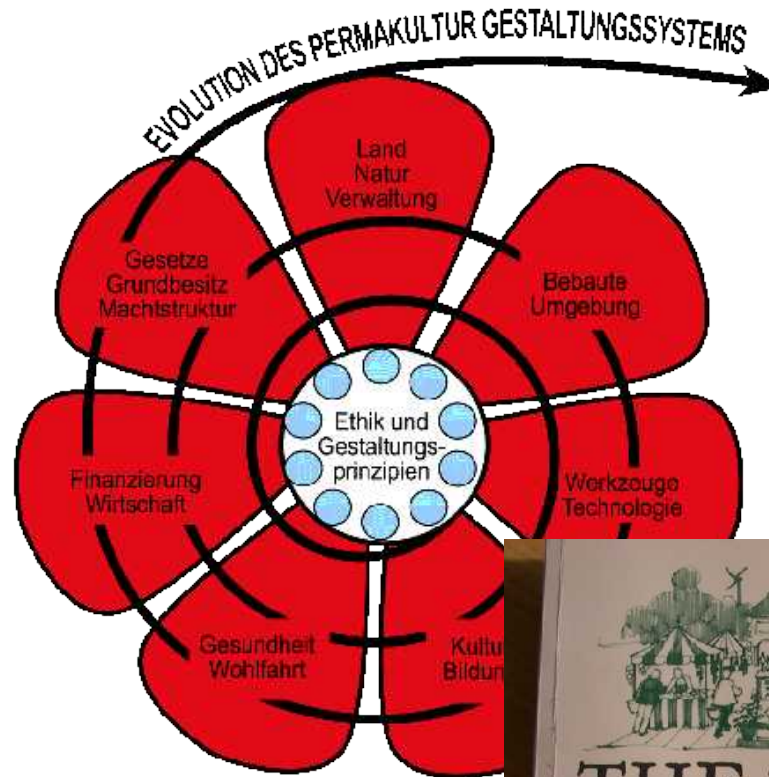 EVOLUTION DES PERMAKULTUR GESTALTUNGSSYSTEMS
Land
Natur
Verwaltung
Bebaute
Umgebung
Werkzeuge
Technologie
Gesetze
Grundbesitz
Machtstruktur
Finanzierung
Wirtschaft
Ethik und
Gestaltungs-
prinzipien
Gesundheit
Wohlfahrt